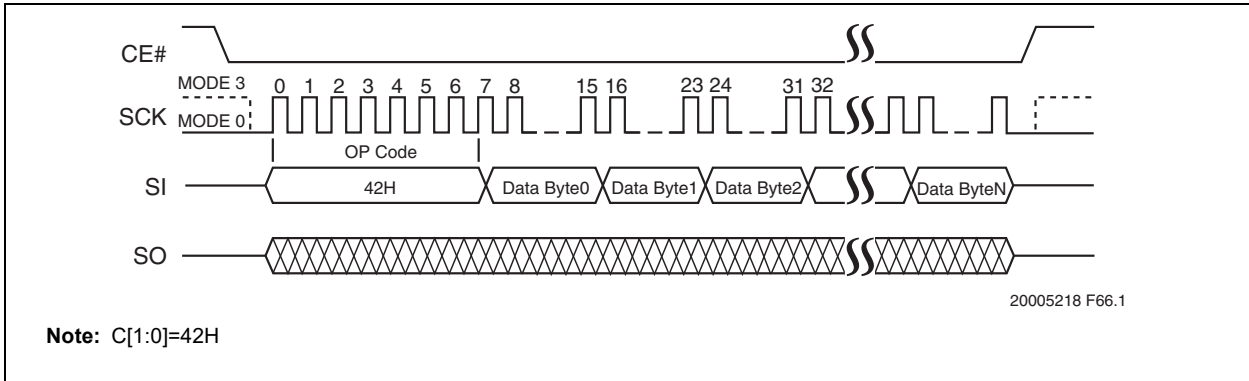 CE#
MODE 3
0 1 2 3 4 5 6 7 8 15 16 23 24 31 32
SCK
MODE 0
OP Code
SI
42H
Data Byte0
Data Byte1
Data Byte2
Data ByteN
SO
20005218 F66.1
Note: C[1:0]=42H